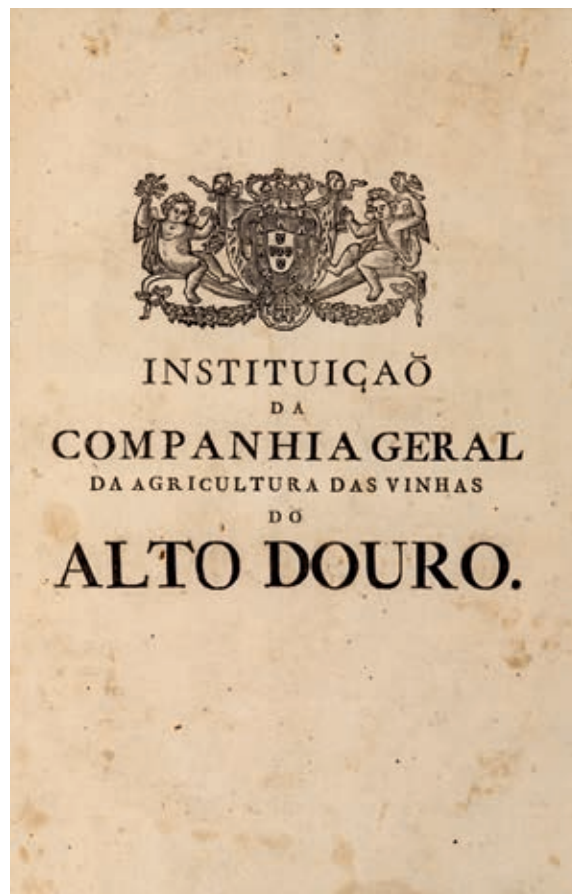 INSTITUIÇAÕ
DA
COMPANHIA GERAL
DA AGRICULTURA DAS VINHAS
DO
ALTO DOURO.